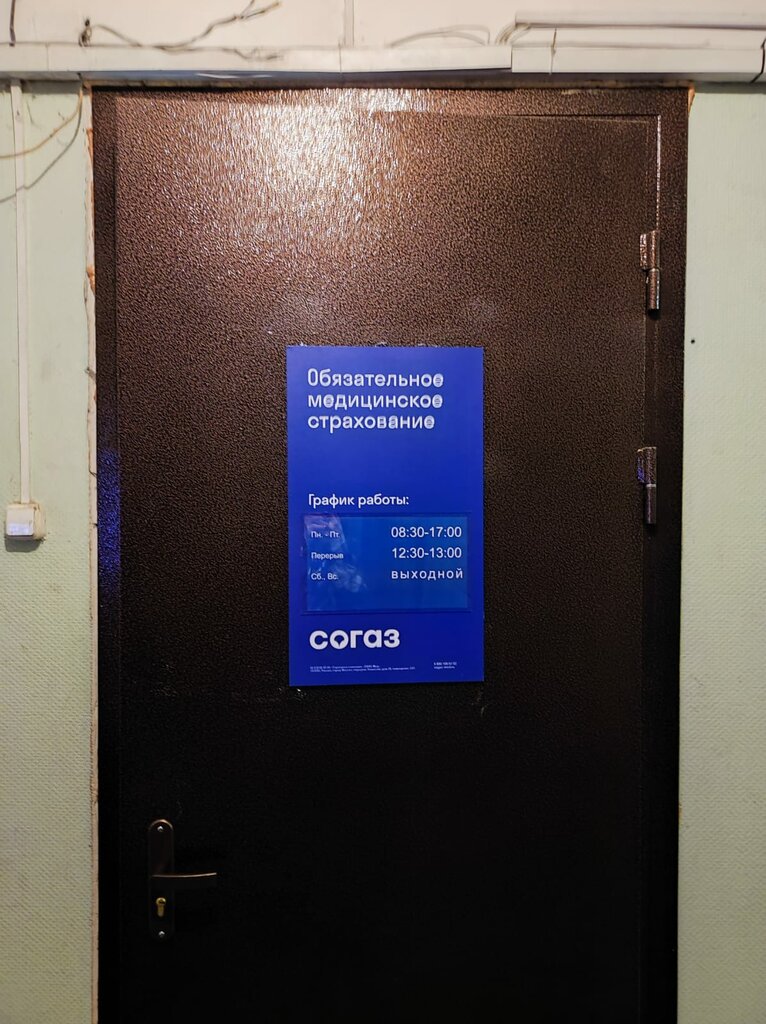 Обязательное
медицинское
страхование
График работы:
Пн. - Пт. 08:30-17:00
Перерыв 12:30-13:00
Сб., Вс. выходной
согаз